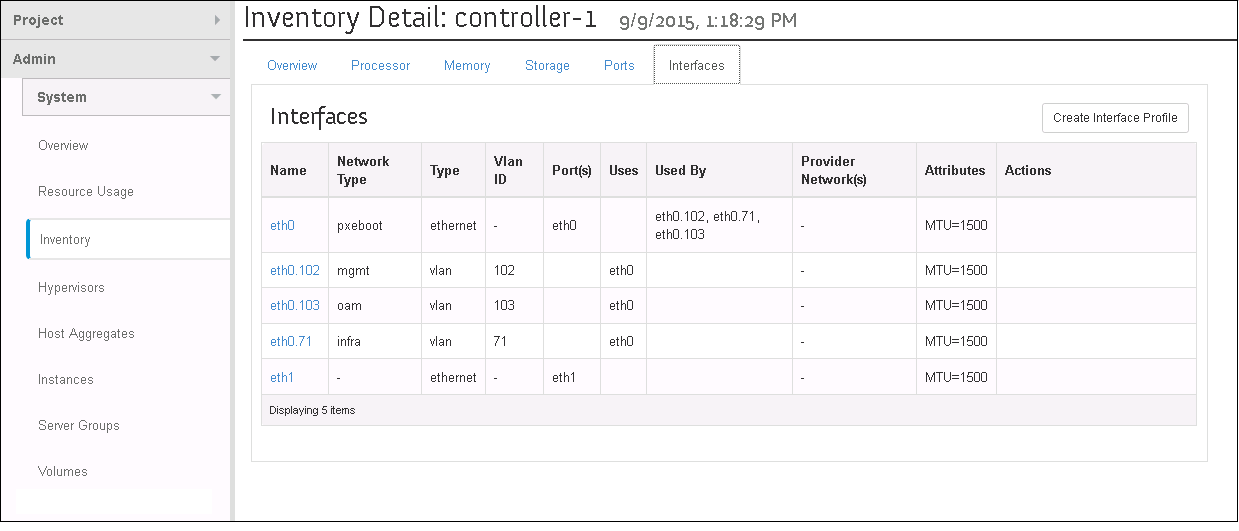 Project
Admin
System
Overview
Resource Usage
Inventory
Hypervisors
Host Aggregates
Instances
Server Groups
Volumes
Inventory Detail: controller-1 9/9/2015, 1:18:29 PM
Overview Processor Memory Storage Ports Interfaces
Interfaces
Create Interface Profile
Name Network Type Type Vlan ID Port(s) Uses Used By Provider Network(s) Attributes Actions
eth0 pxeboot ethernet - eth0 eth0.102, eth0.71, eth0.103 - MTU=1500
eth0.102 mgmt vlan 102 eth0 - MTU=1500
eth0.103 oam vlan 103 eth0 - MTU=1500
eth0.71 infra vlan 71 eth0 - MTU=1500
eth1 - ethernet - eth1 - MTU=1500
Displaying 5 items